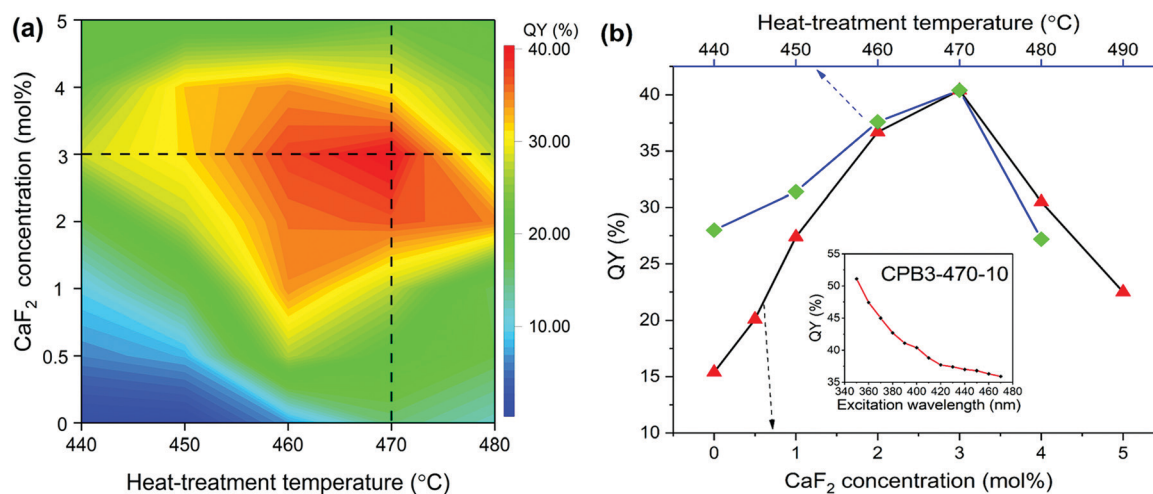 (a)
QY (%)
5
4
3
2
1
0.5
0
CaF2 concentration (mol%)
440 450 460 470 480
Heat-treatment temperature (°C)
40.00
30.00
20.00
10.00
(b)
Heat-treatment temperature (°C)
440 450 460 470 480 490
40
35
30
25
20
15
10
QY (%)
0 1 2 3 4 5
CaF2 concentration (mol%)
CPB3-470-10
55
50
45
40
35
QY (%)
340 360 380 400 420 440 460 480
Excitation wavelength (nm)